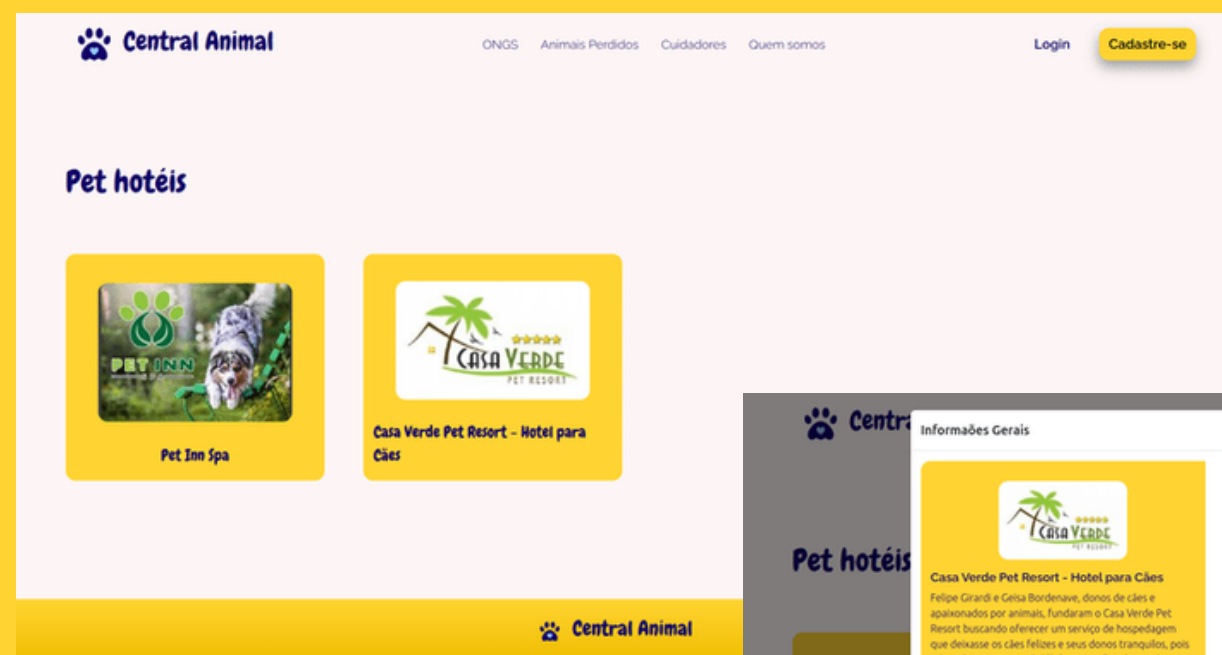 Central Animal
ONGS Animais Perdidos Cuidadores Quem somos
Login Cadastre-se
Pet hotéis
PET INN
Pet Inn Spa
CASA VERDE
PET RESORT
Casa Verde Pet Resort - Hotel para
Cães
Central Animal
Centra
Informaões Gerais
CASA VERDE
PET RESORT
Pet hotéis
Casa Verde Pet Resort - Hotel para Cães
Felipe Girardi e Geisa Bordenave, donos de cães e
apaixonados por animais, fundaram o Casa Verde Pet
Resort buscando oferecer um serviço de hospedagem
que deixasse os cães felizes e seus donos tranquilos, pois